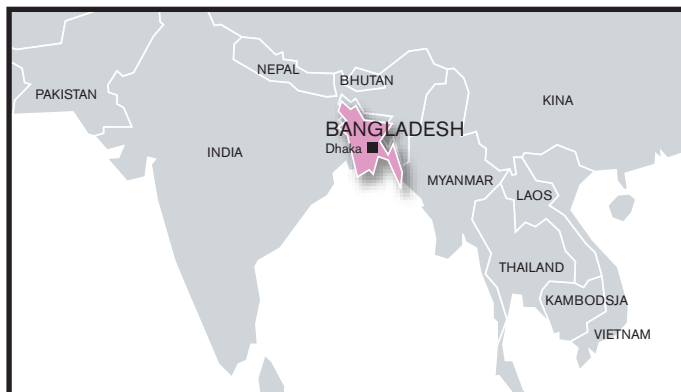 NEPAL
BHUTAN
PAKISTAN
KINA
BANGLADESH
Dhaka
INDIA
MYANMAR
LAOS
THAILAND
KAMBODSJA
VIETNAM